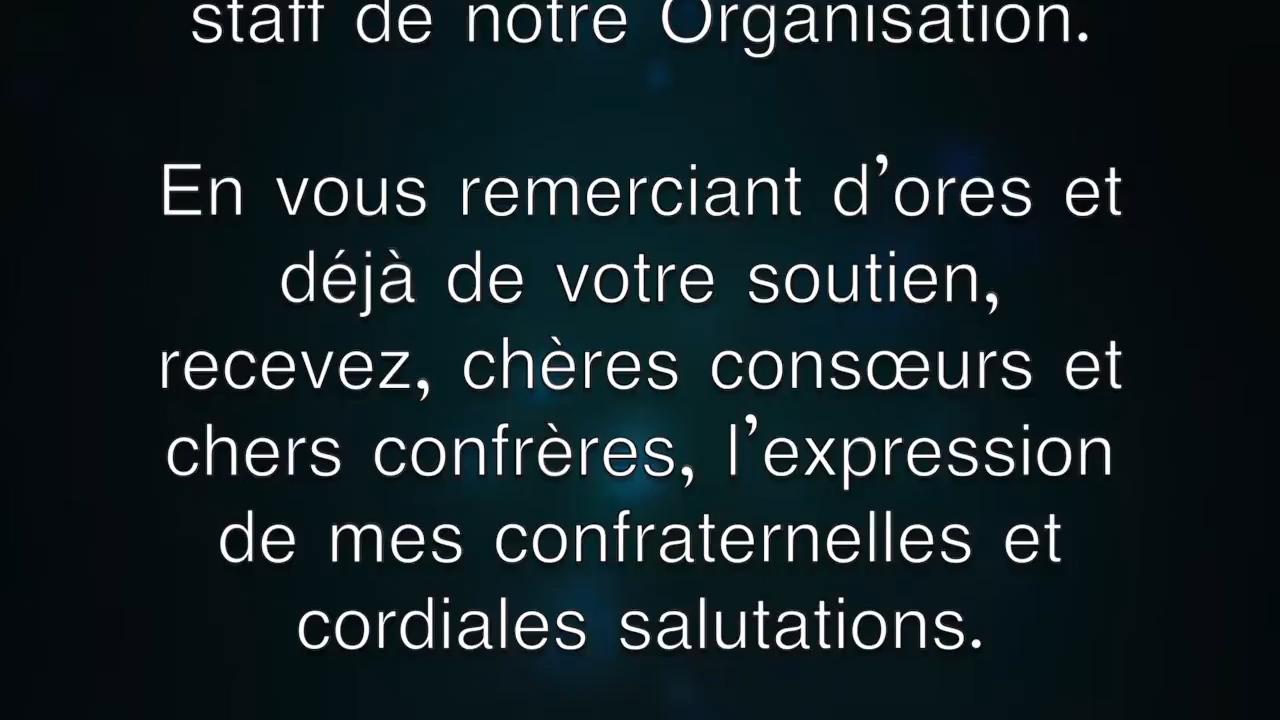 staff de notre Organisation.
En vous remerciant d’ores et
déjà de votre soutien,
recevez, chères consœurs et
chers confrères, l’expression
de mes confraternelles et
cordiales salutations.